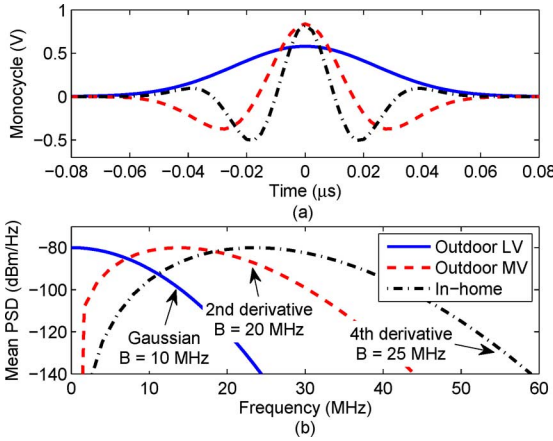 Monocycle (V)
1
0.5
0
−0.5
−0.08 −0.06 −0.04 −0.02 0 0.02 0.04 0.06 0.08
Time (μs)
(a)
Mean PSD (dBm/Hz)
−80
−100
−120
−140
Outdoor LV
Outdoor MV
In−home
Gaussian
B = 10 MHz
2nd derivative
B = 20 MHz
4th derivative
B = 25 MHz
0 10 20 30 40 50 60
Frequency (MHz)
(b)